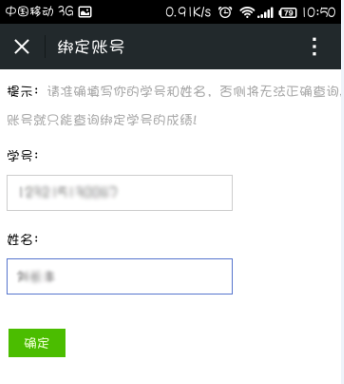 中国移动 3G 0.91K/s 79 10:50
绑定账号
提示：请准确填写你的学号和姓名，否则将无法正确查询.
账号就只能查询绑定学号的成绩!
学号：
姓名：
确定